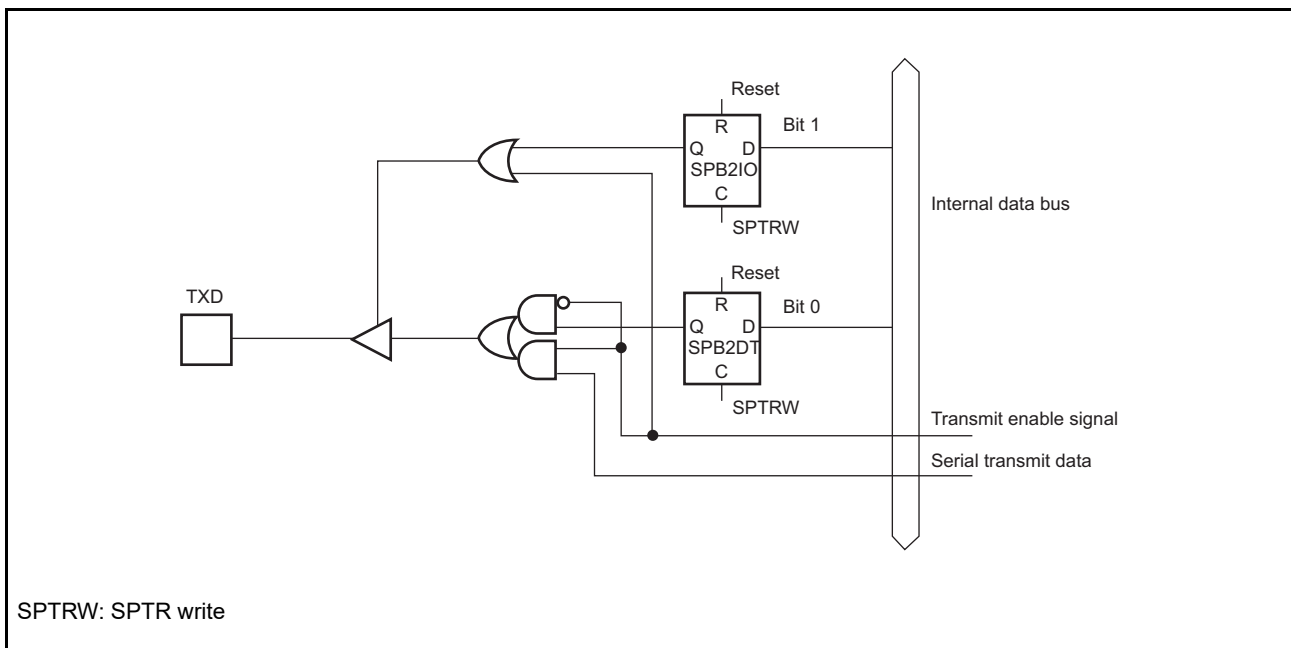 Reset
R
Bit 1
Q
D
SPB2IO
C
SPTRW
Internal data bus
Reset
R
Bit 0
Q
D
SPB2DT
C
SPTRW
TXD
Transmit enable signal
Serial transmit data
SPTRW: SPTR write